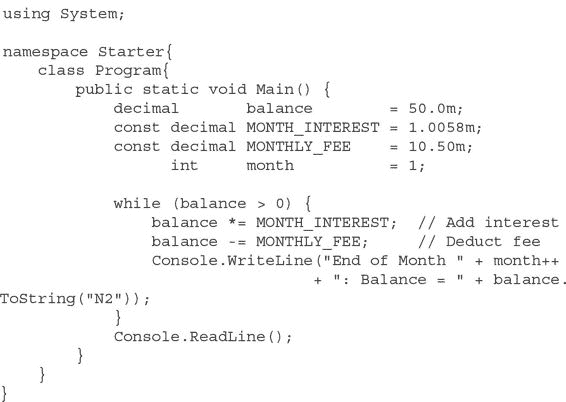 using System;

namespace Starter{
    class Program{
        public static void Main() {
            decimal       balance        = 50.0m;
            const decimal MONTH_INTEREST = 1.0058m;
            const decimal MONTHLY_FEE    = 10.50m;
                  int     month          = 1;

            while (balance > 0) {
                balance *= MONTH_INTEREST;  // Add interest
                balance -= MONTHLY_FEE;     // Deduct fee
                Console.WriteLine("End of Month " + month++
                                 + ": Balance = " + balance.
ToString("N2"));
            }
            Console.ReadLine();
        }
    }
}